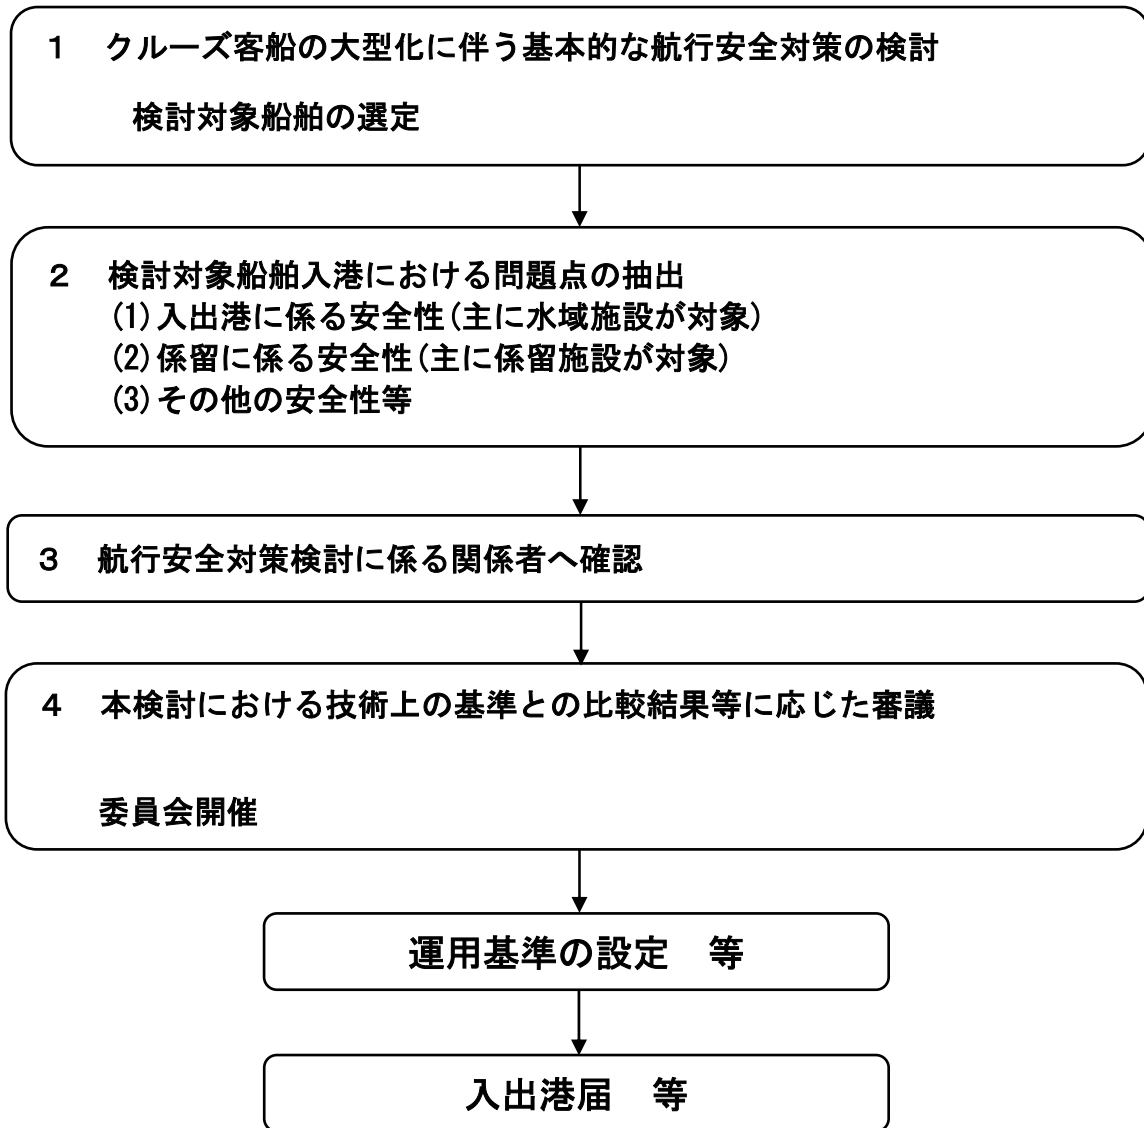 １　クルーズ客船の大型化に伴う基本的な航行安全対策の検討
検討対象船舶の選定
２　検討対象船舶入港における問題点の抽出
(1)入出港に係る安全性(主に水域施設が対象)
(2)係留に係る安全性(主に係留施設が対象)
(3)その他の安全性等
３　航行安全対策検討に係る関係者へ確認
４　本検討における技術上の基準との比較結果等に応じた審議
委員会開催
運用基準の設定　等
入出港届　等